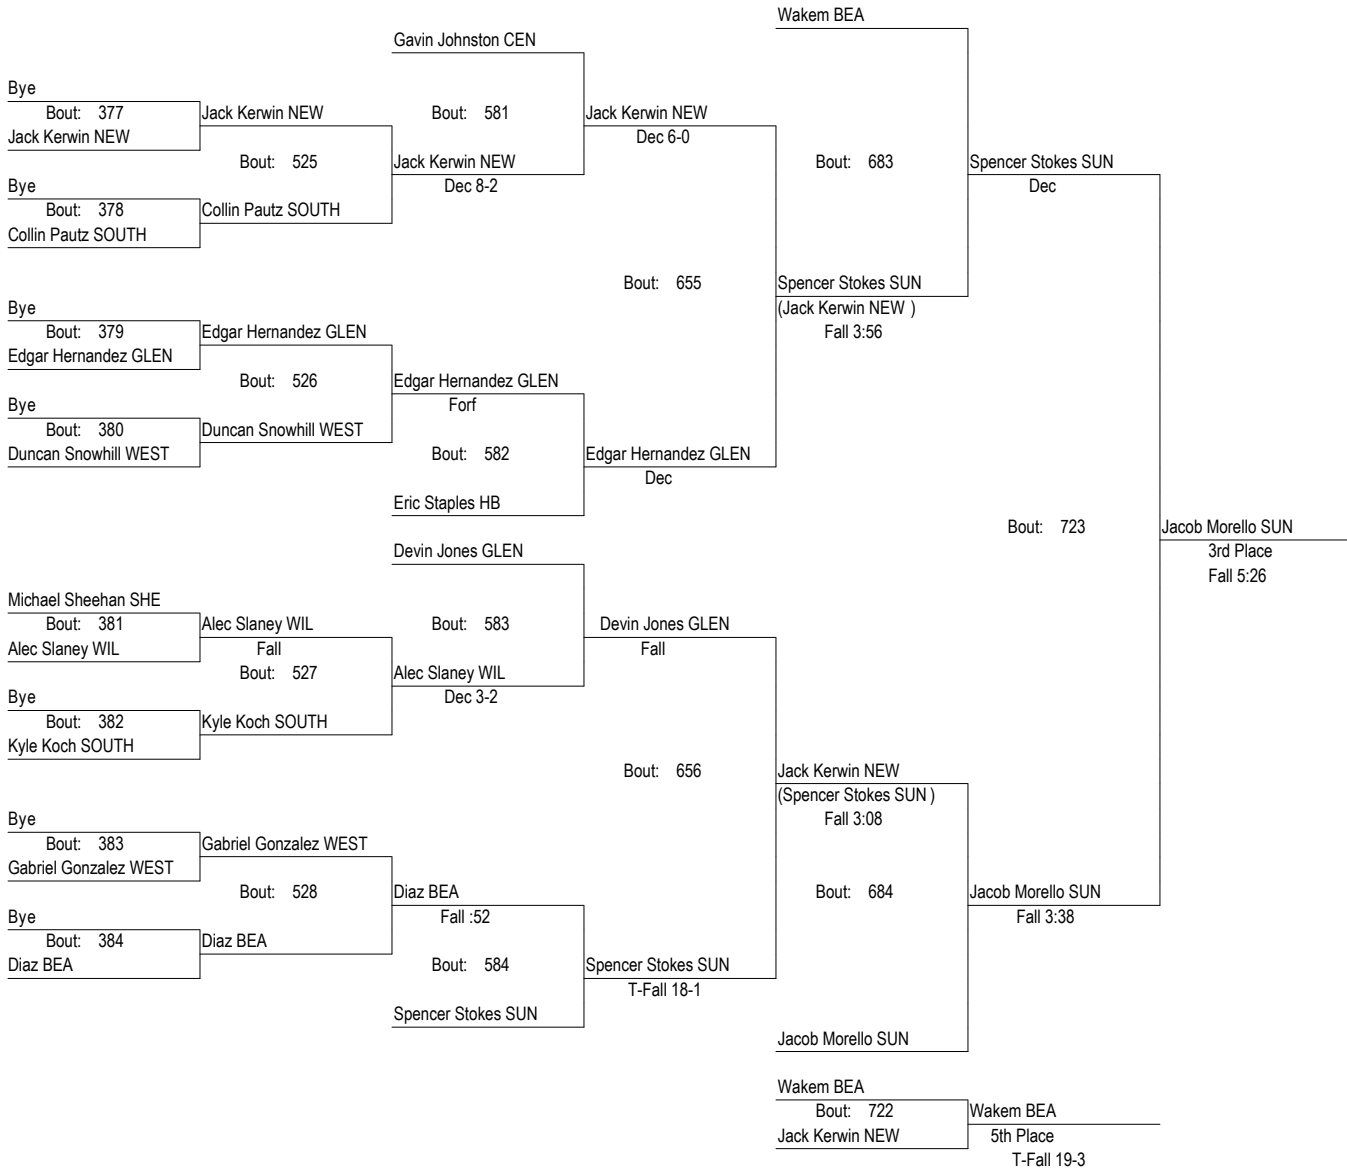 Wakem BEA
Gavin Johnston CEN
Bye
Bout: 377
Jack Kerwin NEW
Jack Kerwin NEW
Bout: 581
Jack Kerwin NEW
Dec 6-0
Bout: 525
Jack Kerwin NEW
Dec 8-2
Bout: 683
Spencer Stokes SUN
Dec
Bye
Bout: 378
Collin Pautz SOUTH
Collin Pautz SOUTH
Bout: 655
Spencer Stokes SUN
(Jack Kerwin NEW )
Fall 3:56
Bye
Bout: 379
Edgar Hernandez GLEN
Edgar Hernandez GLEN
Bout: 526
Edgar Hernandez GLEN
Forf
Bye
Bout: 380
Duncan Snowhill WEST
Duncan Snowhill WEST
Bout: 582
Edgar Hernandez GLEN
Dec
Eric Staples HB
Bout: 723
Jacob Morello SUN
3rd Place
Fall 5:26
Devin Jones GLEN
Michael Sheehan SHE
Bout: 381
Alec Slaney WIL
Alec Slaney WIL
Fall
Bout: 583
Devin Jones GLEN
Fall
Bout: 527
Alec Slaney WIL
Dec 3-2
Bye
Bout: 382
Kyle Koch SOUTH
Kyle Koch SOUTH
Bout: 656
Jack Kerwin NEW
(Spencer Stokes SUN )
Fall 3:08
Bye
Bout: 383
Gabriel Gonzalez WEST
Gabriel Gonzalez WEST
Bout: 528
Diaz BEA
Fall :52
Bout: 684
Jacob Morello SUN
Fall 3:38
Bye
Bout: 384
Diaz BEA
Diaz BEA
Bout: 584
Spencer Stokes SUN
T-Fall 18-1
Spencer Stokes SUN
Jacob Morello SUN
Wakem BEA
Bout: 722
Jack Kerwin NEW
Wakem BEA
5th Place
T-Fall 19-3